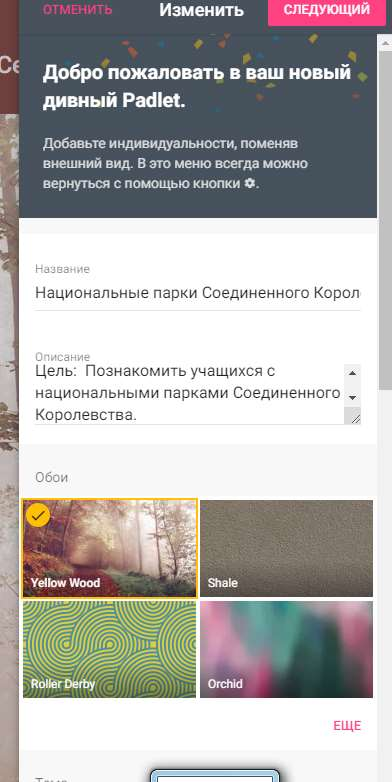 ОТМЕНИТЬ Изменить СЛЕДУЮЩИЙ
Се
Добро пожаловать в ваш новый
дивный Padlet.
Добавьте индивидуальности, поменяв
внешний вид. В это меню всегда можно
вернуться с помощью кнопки ⚙.
Название
Национальные парки Соединенного Корол
Описание
Цель:  Познакомить учащихся с
национальными парками Соединенного
Королевства.
Обои
Yellow Wood
Shale
Roller Derby
Orchid
ЕЩЕ
Тема